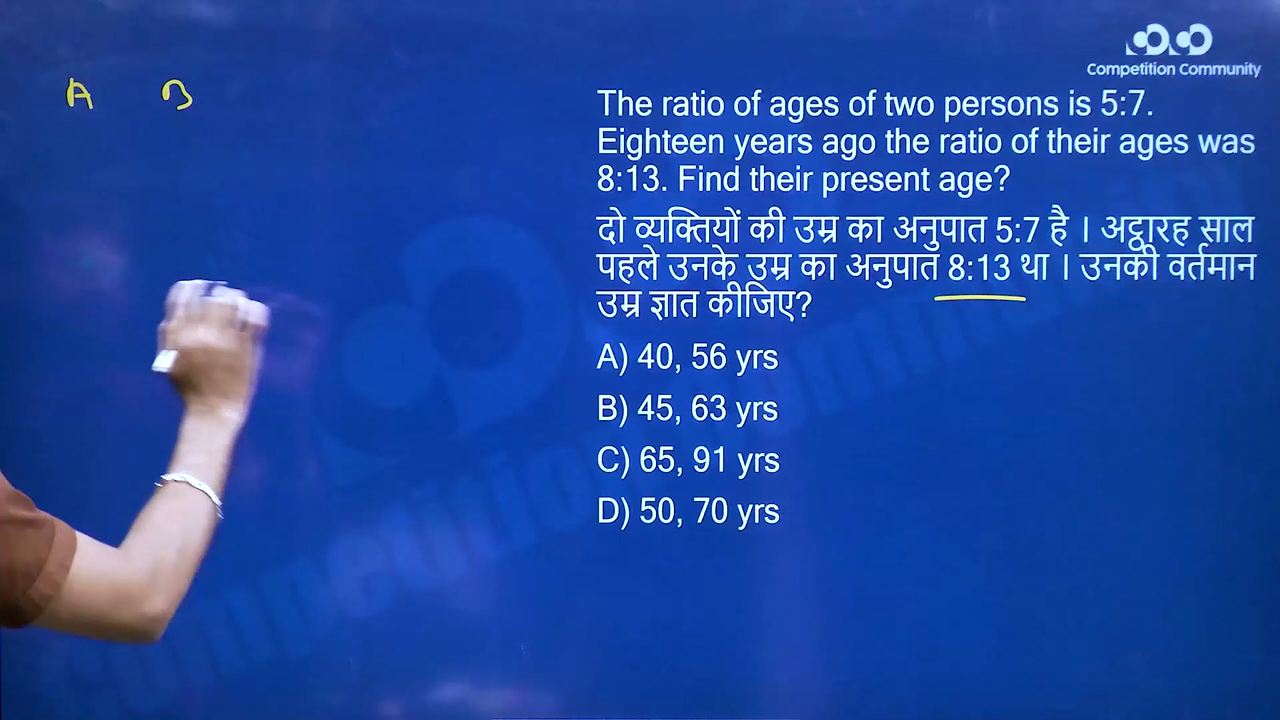 Competition Community
A B
The ratio of ages of two persons is 5:7.
Eighteen years ago the ratio of their ages was
8:13. Find their present age?
दो व्यक्तियों की उम्र का अनुपात 5:7 है । अट्ठारह साल
पहले उनके उम्र का अनुपात 8:13 था । उनकी वर्तमान
उम्र ज्ञात कीजिए?
A) 40, 56 yrs
B) 45, 63 yrs
C) 65, 91 yrs
D) 50, 70 yrs
Competition Community